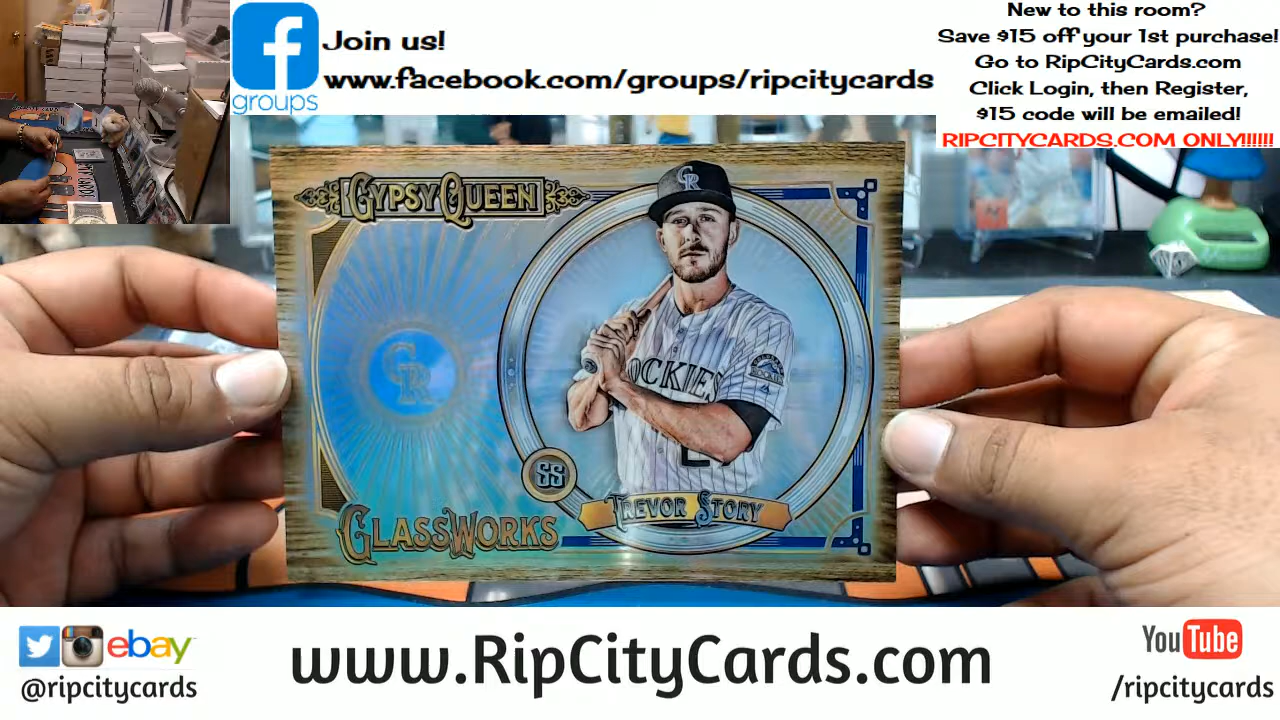 Join us!
www.facebook.com/groups/ripcitycards
groups
New to this room?
Save $15 off your 1st purchase!
Go to RipCityCards.com
Click Login, then Register,
$15 code will be emailed!
RIPCITYCARDS.COM ONLY!!!!!!
GYPSY QUEEN
CR
CR
ROCKIES
SS
TREVOR STORY
GLASSWORKS
ebay
@ripcitycards
www.RipCityCards.com
YouTube
/ripcitycards